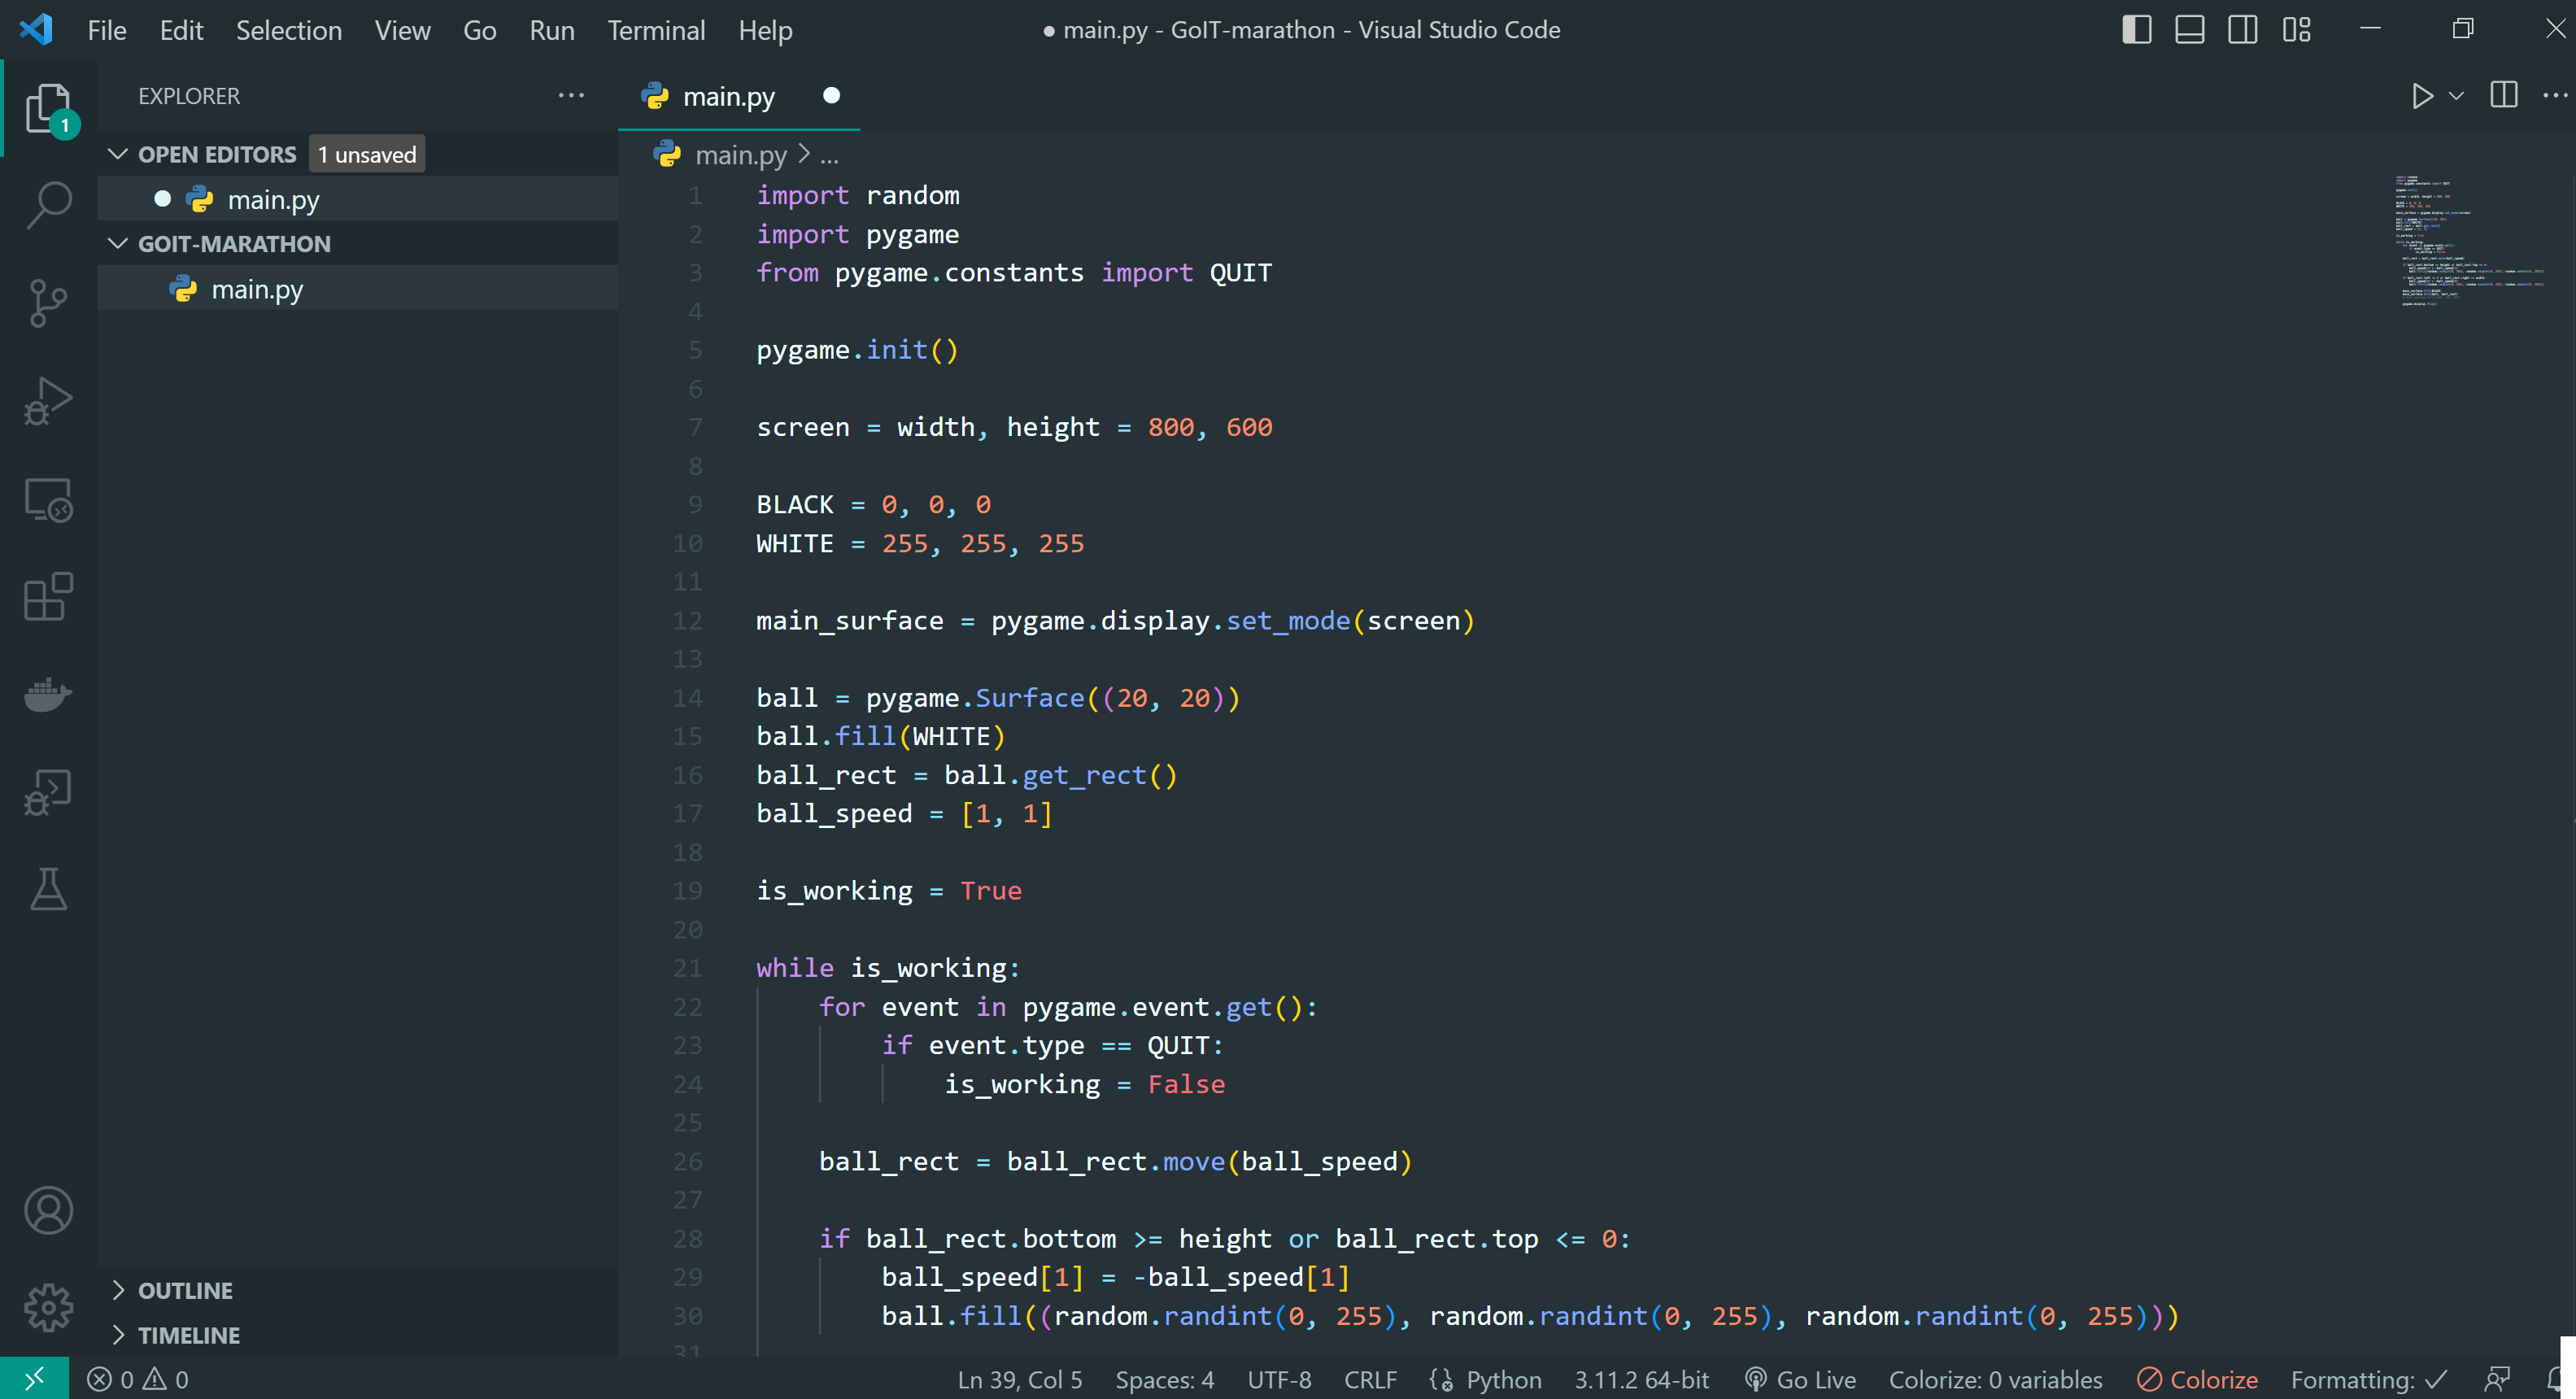 File Edit Selection View Go Run Terminal Help
● main.py - GoIT-marathon - Visual Studio Code
EXPLORER
1
OPEN EDITORS 1 unsaved
main.py
GOIT-MARATHON
main.py
OUTLINE
TIMELINE
main.py
main.py > ...
1 import random
2 import pygame
3 from pygame.constants import QUIT
4
5 pygame.init()
6
7 screen = width, height = 800, 600
8
9 BLACK = 0, 0, 0
10 WHITE = 255, 255, 255
11
12 main_surface = pygame.display.set_mode(screen)
13
14 ball = pygame.Surface((20, 20))
15 ball.fill(WHITE)
16 ball_rect = ball.get_rect()
17 ball_speed = [1, 1]
18
19 is_working = True
20
21 while is_working:
22     for event in pygame.event.get():
23         if event.type == QUIT:
24             is_working = False
25
26     ball_rect = ball_rect.move(ball_speed)
27
28     if ball_rect.bottom >= height or ball_rect.top <= 0:
29         ball_speed[1] = -ball_speed[1]
30         ball.fill((random.randint(0, 255), random.randint(0, 255), random.randint(0, 255)))
31
0 0 Ln 39, Col 5 Spaces: 4 UTF-8 CRLF Python 3.11.2 64-bit Go Live Colorize: 0 variables Colorize Formatting: ✓